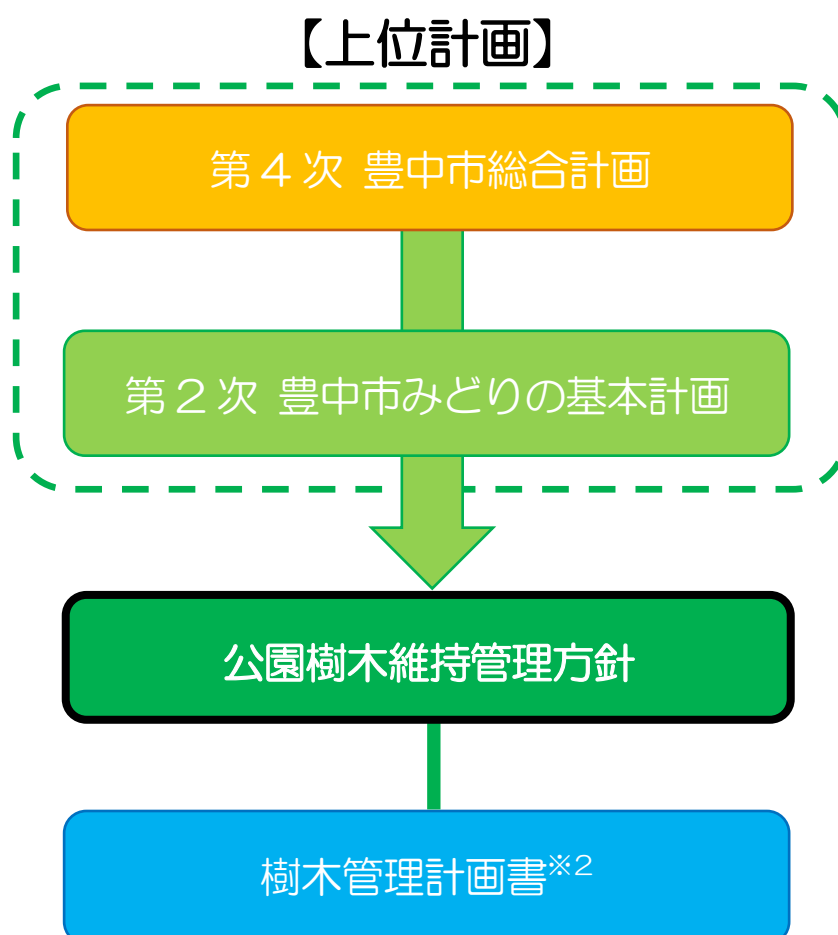 【上位計画】
第４次 豊中市総合計画
第２次 豊中市みどりの基本計画
公園樹木維持管理方針
樹木管理計画書※2